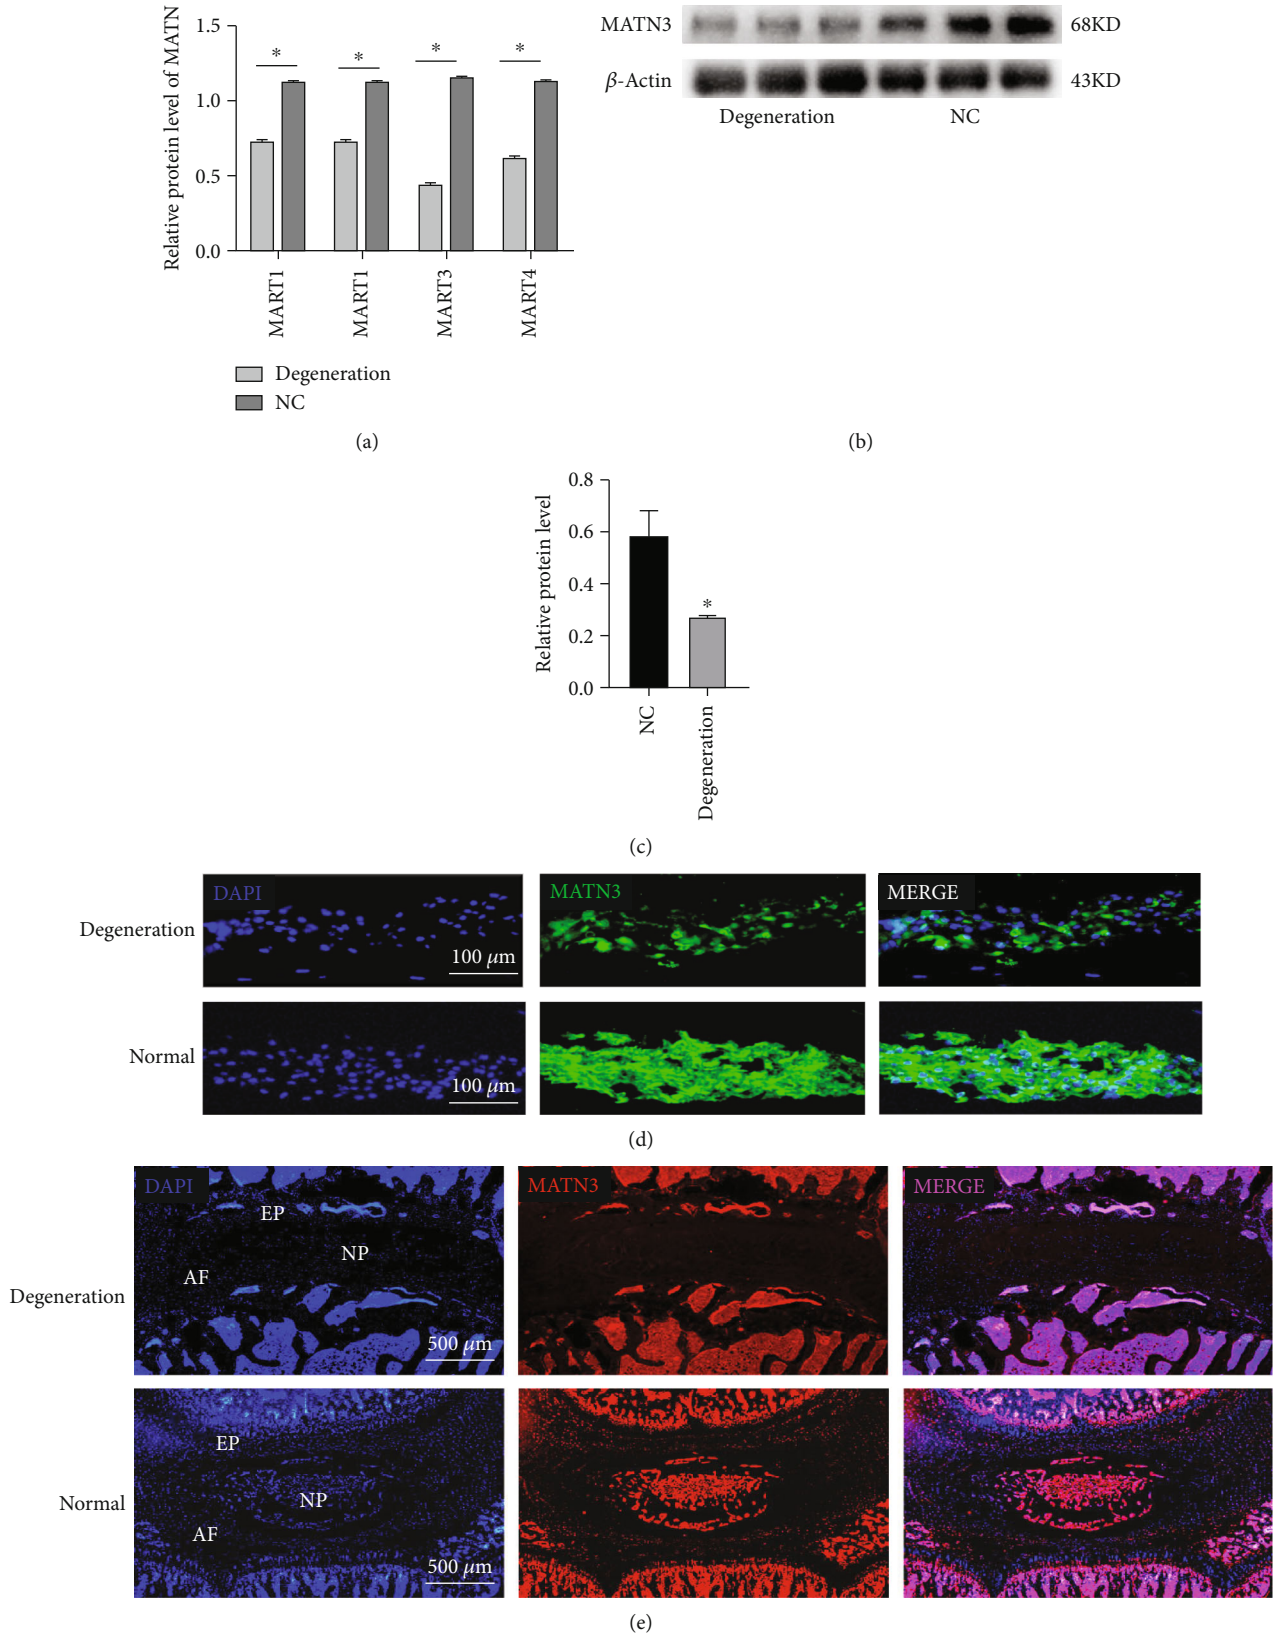 Relative protein level of MATN
1.5
1.0
0.5
0.0
* * * *
MART1
MART1
MART3
MART4
Degeneration
NC
(a)
MATN3 68KD
β-Actin 43KD
Degeneration NC
(b)
Relative protein level
0.8
0.6
0.4
0.2
0.0
*
NC
Degeneration
(c)
Degeneration
DAPI
100 μm
MATN3
MERGE
Normal
100 μm
(d)
Degeneration
DAPI
EP
NP
AF
500 μm
MATN3
MERGE
Normal
EP
NP
AF
500 μm
(e)